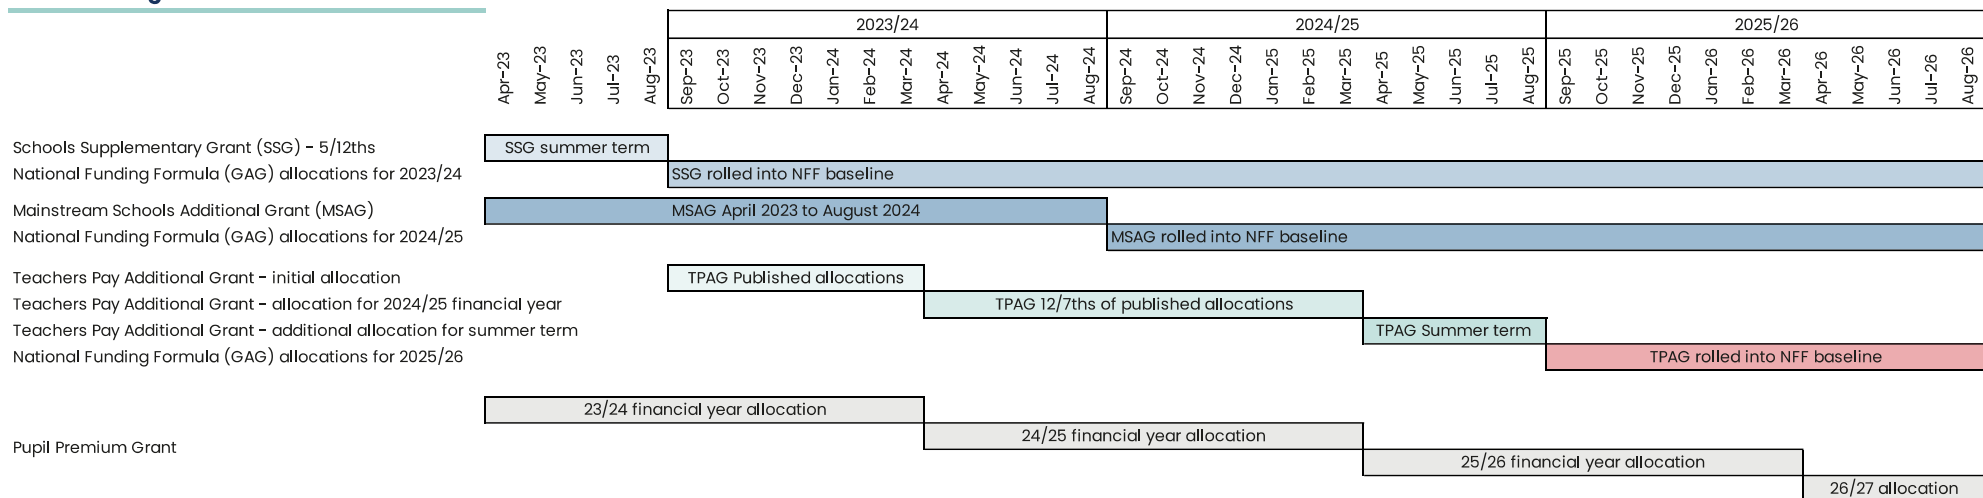 2023/24 2024/25 2025/26
Apr-23 May-23 Jun-23 Jul-23 Aug-23 Sep-23 Oct-23 Nov-23 Dec-23 Jan-24 Feb-24 Mar-24 Apr-24 May-24 Jun-24 Jul-24 Aug-24 Sep-24 Oct-24 Nov-24 Dec-24 Jan-25 Feb-25 Mar-25 Apr-25 May-25 Jun-25 Jul-25 Aug-25 Sep-25 Oct-25 Nov-25 Dec-25 Jan-26 Feb-26 Mar-26 Apr-26 May-26 Jun-26 Jul-26 Aug-26
Schools Supplementary Grant (SSG) - 5/12ths SSG summer term
National Funding Formula (GAG) allocations for 2023/24 SSG rolled into NFF baseline
Mainstream Schools Additional Grant (MSAG) MSAG April 2023 to August 2024
National Funding Formula (GAG) allocations for 2024/25 MSAG rolled into NFF baseline
Teachers Pay Additional Grant - initial allocation TPAG Published allocations
Teachers Pay Additional Grant - allocation for 2024/25 financial year TPAG 12/7ths of published allocations
Teachers Pay Additional Grant - additional allocation for summer term TPAG Summer term
National Funding Formula (GAG) allocations for 2025/26 TPAG rolled into NFF baseline
23/24 financial year allocation
24/25 financial year allocation
Pupil Premium Grant
25/26 financial year allocation
26/27 allocation